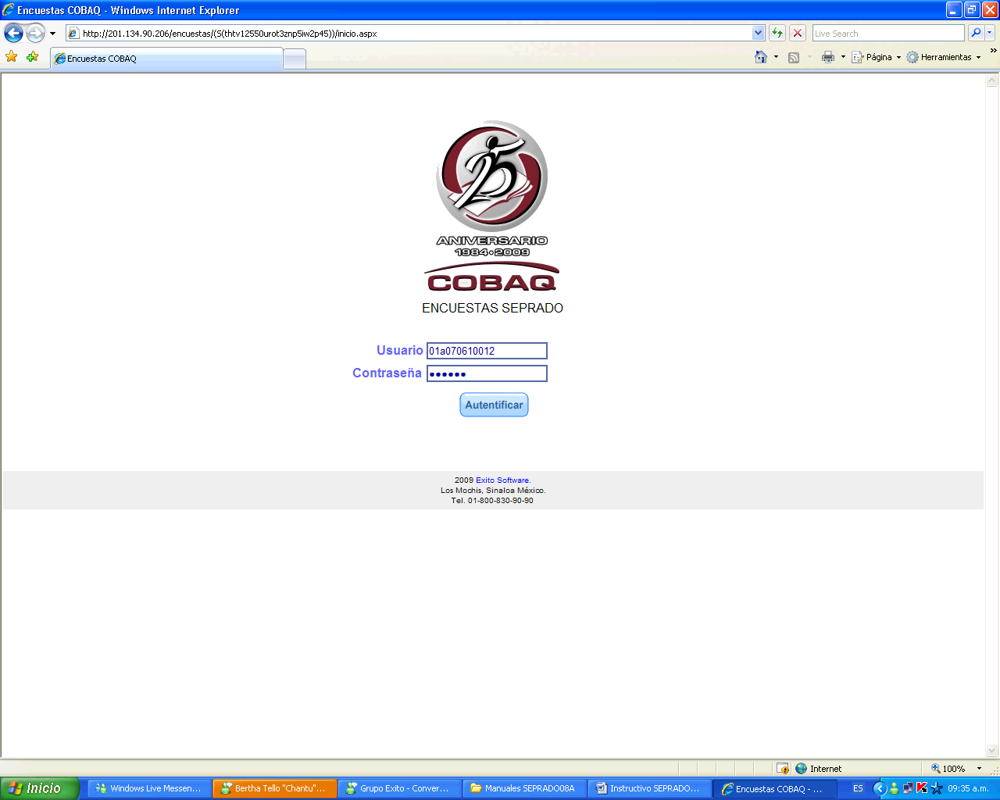 Encuestas COBAQ - Windows Internet Explorer
http://201.134.90.206/encuestas/(S(thtv12550urot3znp5iw2p45))/inicio.aspx
Live Search
Encuestas COBAQ
Página
Herramientas
25
ANIVERSARIO
1984•2009
COBAQ
ENCUESTAS SEPRADO
Usuario 01a070610012
Contraseña ••••••
Autentificar
2009 Exito Software.
Los Mochis, Sinaloa México.
Tel. 01-800-830-90-90
Internet
100%
Inicio
Windows Live Messen...
Bertha Tello "Chantu"...
Grupo Exito - Conver...
Manuales SEPRADO08A
Instructivo SEPRADO...
Encuestas COBAQ - ...
ES
09:35 a.m.